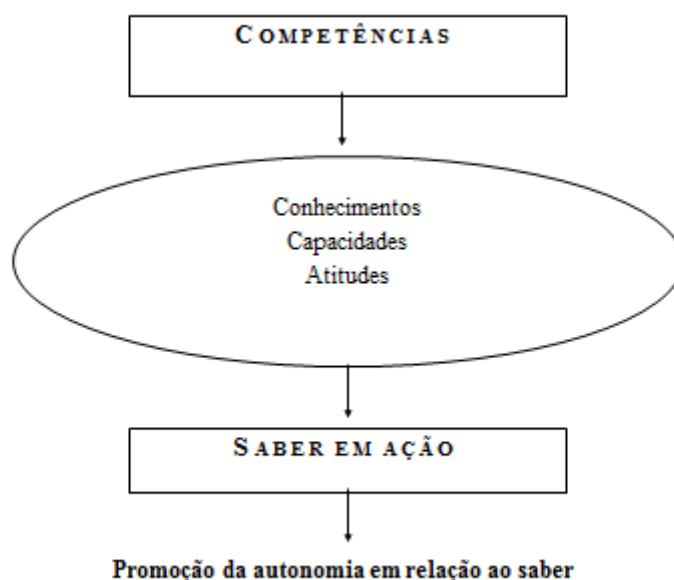 COMPETÊNCIAS
Conhecimentos
Capacidades
Atitudes
SABER EM AÇÃO
Promoção da autonomia em relação ao saber